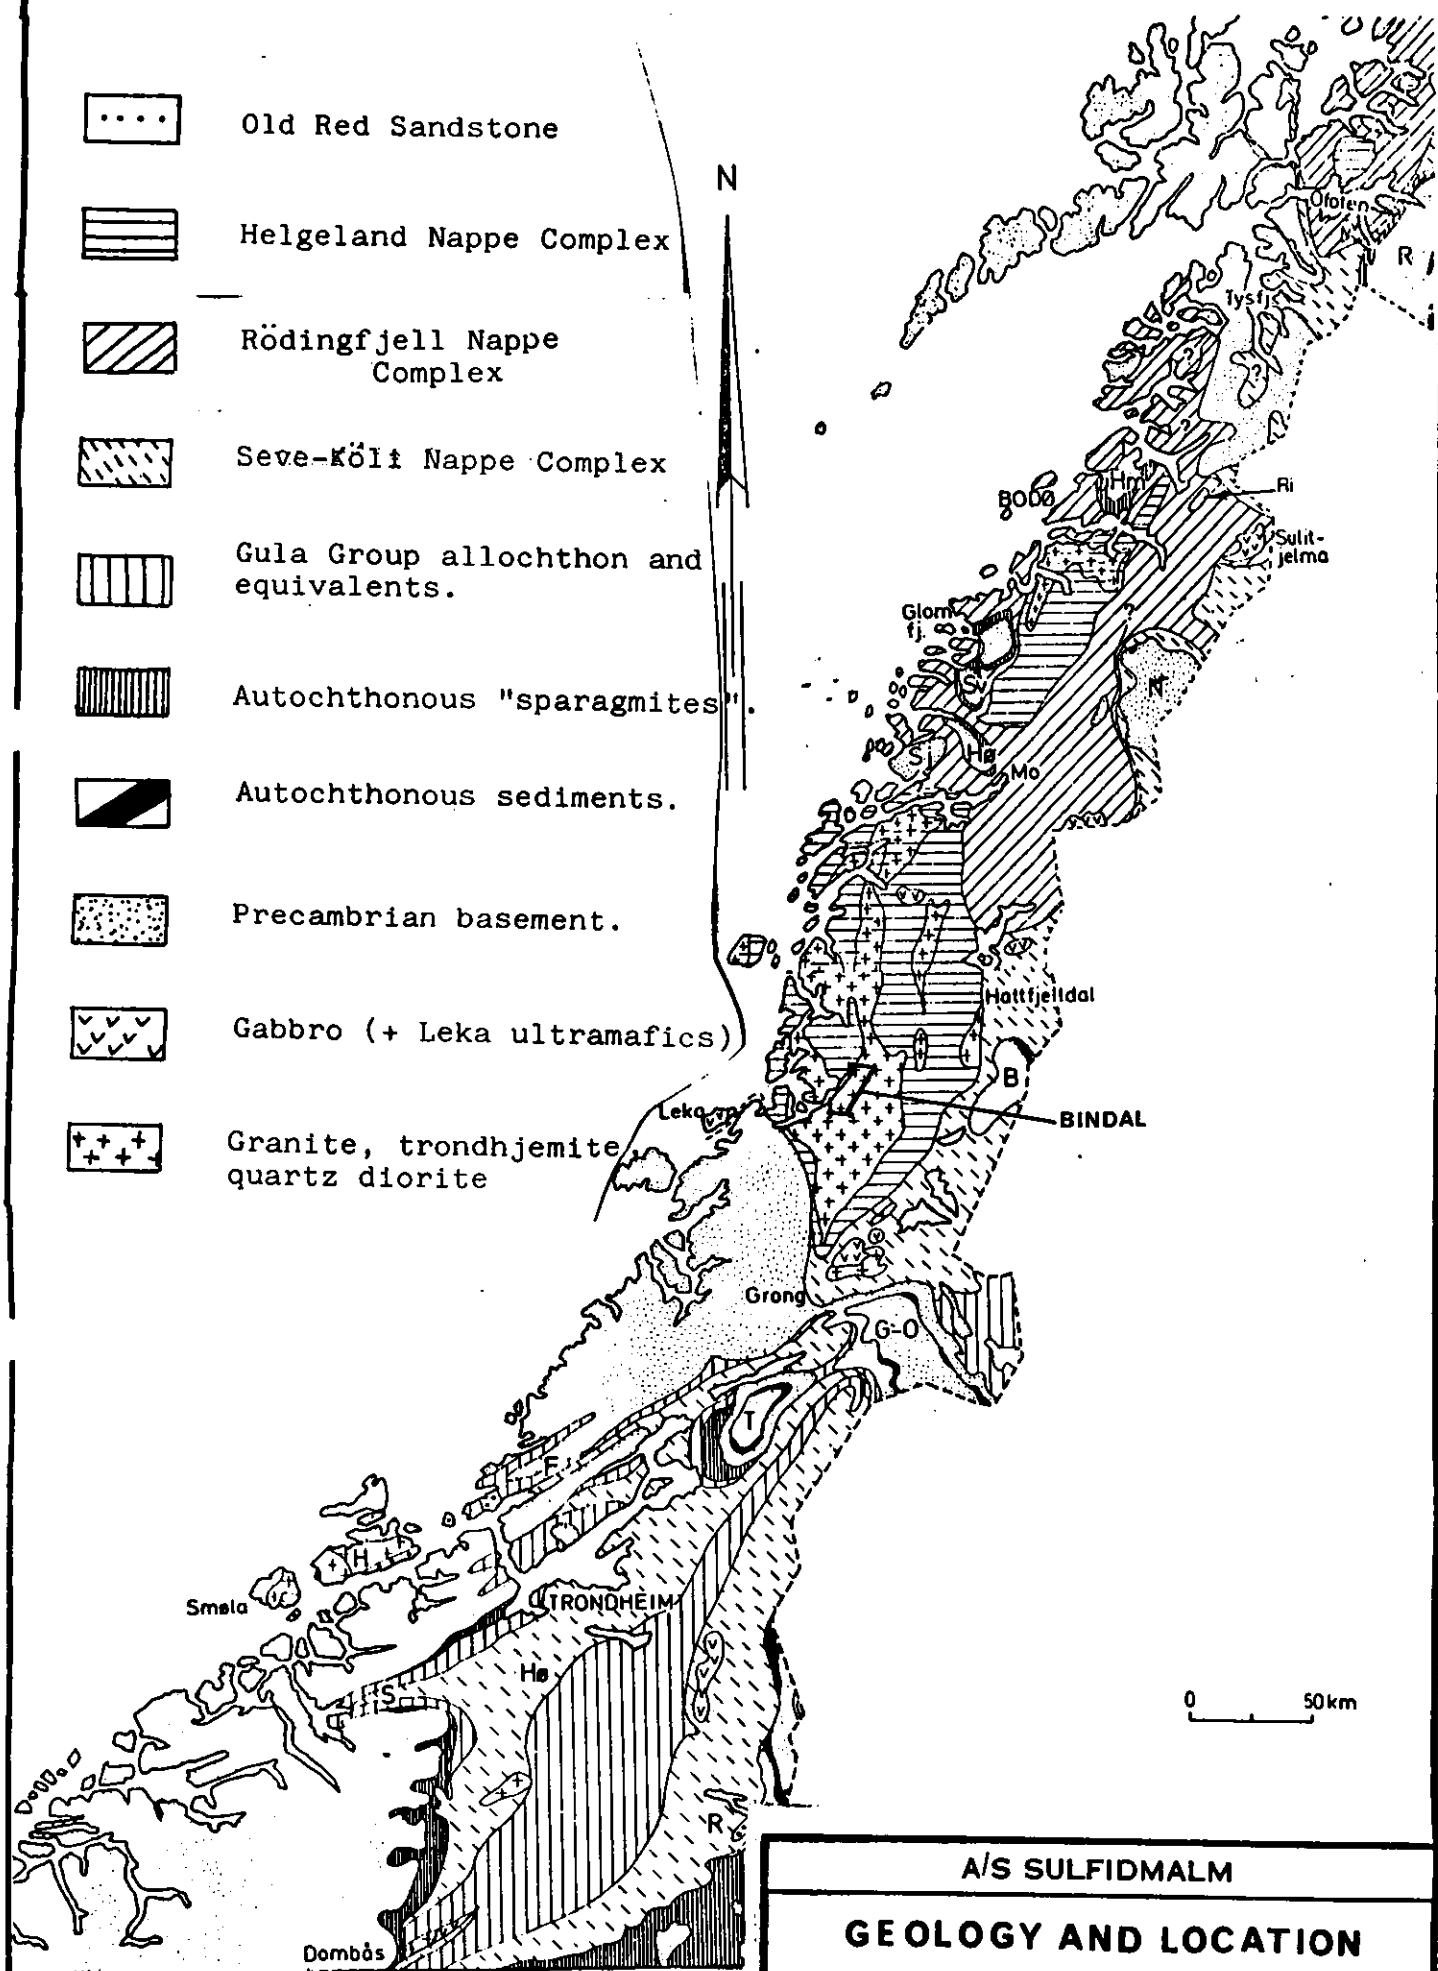 Old Red Sandstone
Helgeland Nappe Complex
Rödingfjell Nappe
Complex
Seve-Köli Nappe Complex
Gula Group allochthon and
equivalents.
Autochthonous "sparagmites".
Autochthonous sediments.
Precambrian basement.
Gabbro (+ Leka ultramafics)
Granite, trondhjemite,
quartz diorite
N
Ofoten
R
Tysfj.
?
?
?
?
Hm
Ri
BODØ
Sulit-
jelma
Glom
fj.
?
Sv
N
Sj
Hø
Mo
Hattfjelldal
B
BINDAL
Leka
Grong
G-O
T
F
H
Smøla
TRONDHEIM
Hø
S
0 50km
R
Dombås
A/S SULFIDMALM
GEOLOGY AND LOCATION